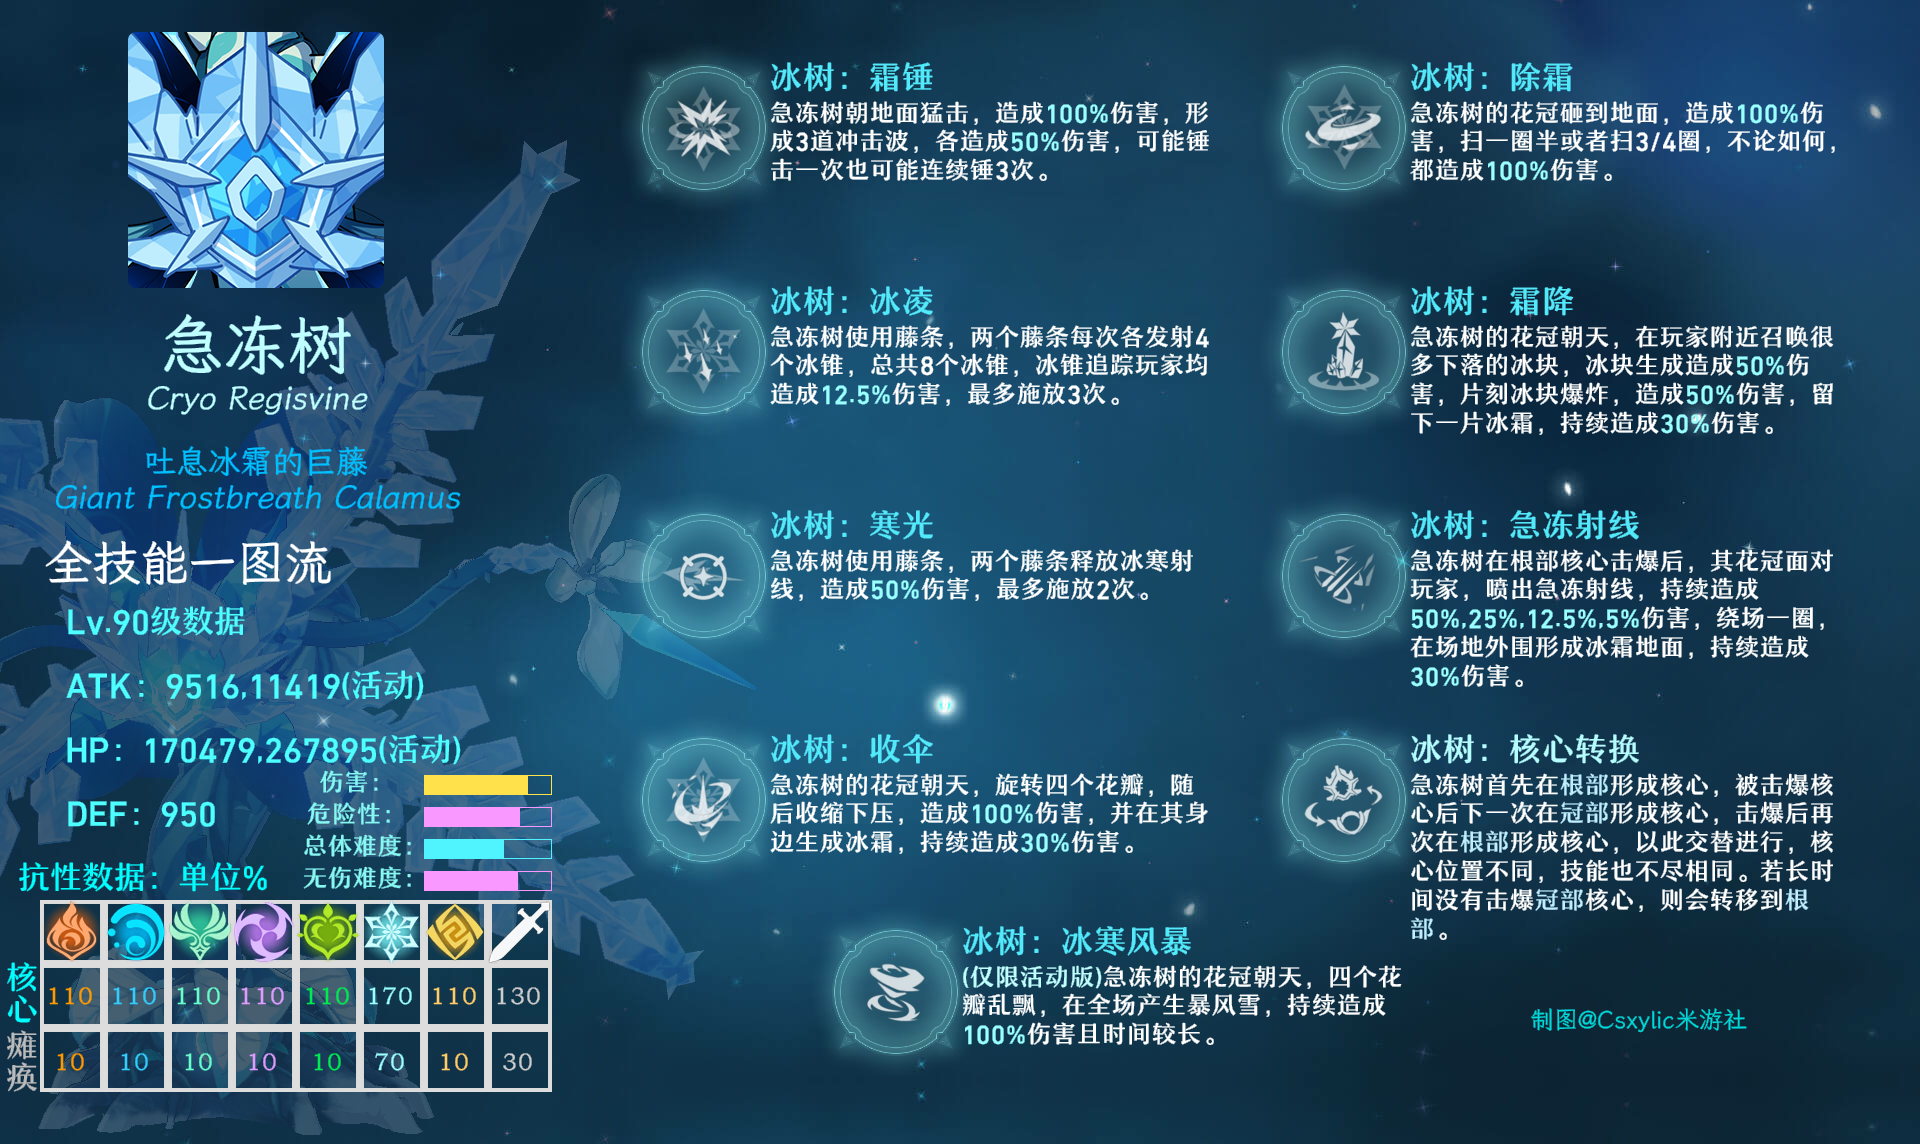 急冻树
Cryo Regisvine
吐息冰霜的巨藤
Giant Frostbreath Calamus
全技能一图流
Lv.90级数据
ATK：9516,11419(活动)
HP：170479,267895(活动)
DEF：950
伤害：
危险性：
总体难度：
无伤难度：
抗性数据：单位%
核心
110 110 110 110 110 170 110 130
瘫痪
10 10 10 10 10 70 10 30
冰树：霜锤
急冻树朝地面猛击，造成100%伤害，形
成3道冲击波，各造成50%伤害，可能锤
击一次也可能连续锤3次。
冰树：冰凌
急冻树使用藤条，两个藤条每次各发射4
个冰锥，总共8个冰锥，冰锥追踪玩家均
造成12.5%伤害，最多施放3次。
冰树：寒光
急冻树使用藤条，两个藤条释放冰寒射
线，造成50%伤害，最多施放2次。
冰树：收伞
急冻树的花冠朝天，旋转四个花瓣，随
后收缩下压，造成100%伤害，并在其身
边生成冰霜，持续造成30%伤害。
冰树：除霜
急冻树的花冠砸到地面，造成100%伤
害，扫一圈半或者扫3/4圈，不论如何，
都造成100%伤害。
冰树：霜降
急冻树的花冠朝天，在玩家附近召唤很
多下落的冰块，冰块生成造成50%伤
害，片刻冰块爆炸，造成50%伤害，留
下一片冰霜，持续造成30%伤害。
冰树：急冻射线
急冻树在根部核心击爆后，其花冠面对
玩家，喷出急冻射线，持续造成
50%,25%,12.5%,5%伤害，绕场一圈，
在场地外围形成冰霜地面，持续造成
30%伤害。
冰树：核心转换
急冻树首先在根部形成核心，被击爆核
心后下一次在冠部形成核心，击爆后再
次在根部形成核心，以此交替进行，核
心位置不同，技能也不尽相同。若长时
间没有击爆冠部核心，则会转移到根
部。
冰树：冰寒风暴
(仅限活动版)急冻树的花冠朝天，四个花
瓣乱飘，在全场产生暴风雪，持续造成
100%伤害且时间较长。
制图@Csxylic米游社